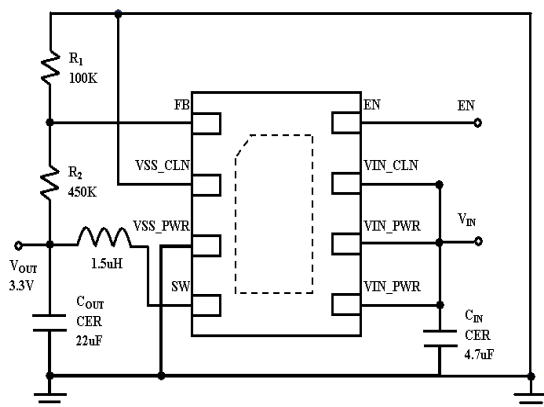 R1
100K
FB
EN
EN
VSS_CLN
VIN_CLN
R2
450K
VSS_PWR
VIN_PWR
VIN
VOUT
3.3V
1.5uH
SW
VIN_PWR
COUT
CER
22uF
CIN
CER
4.7uF